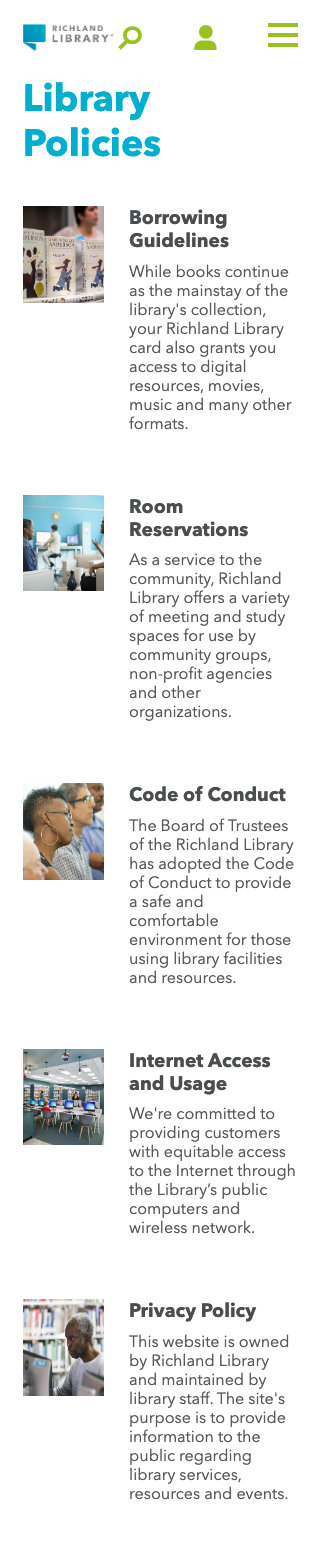 RICHLAND
LIBRARY
Library
Policies
Borrowing
Guidelines
While books continue
as the mainstay of the
library's collection,
your Richland Library
card also grants you
access to digital
resources, movies,
music and many other
formats.
Room
Reservations
As a service to the
community, Richland
Library offers a variety
of meeting and study
spaces for use by
community groups,
non-profit agencies
and other
organizations.
Code of Conduct
The Board of Trustees
of the Richland Library
has adopted the Code
of Conduct to provide
a safe and
comfortable
environment for those
using library facilities
and resources.
Internet Access
and Usage
We're committed to
providing customers
with equitable access
to the Internet through
the Library’s public
computers and
wireless network.
Privacy Policy
This website is owned
by Richland Library
and maintained by
library staff. The site's
purpose is to provide
information to the
public regarding
library services,
resources and events.